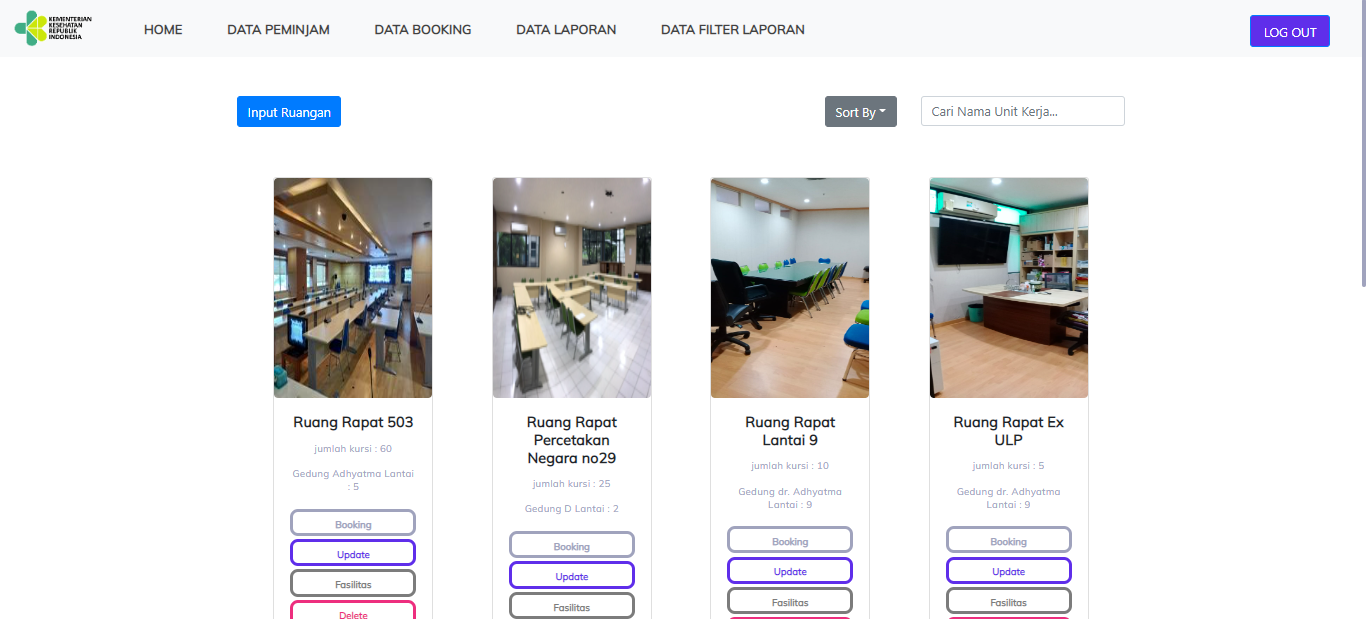 KEMENTERIAN
KESEHATAN
REPUBLIK
INDONESIA
HOME
DATA PEMINJAM
DATA BOOKING
DATA LAPORAN
DATA FILTER LAPORAN
LOG OUT
Input Ruangan
Sort By
Cari Nama Unit Kerja...
Ruang Rapat 503
jumlah kursi : 60
Gedung Adhyatma Lantai
: 5
Booking
Update
Fasilitas
Delete
Ruang Rapat
Percetakan
Negara no29
jumlah kursi : 25
Gedung D Lantai : 2
Booking
Update
Fasilitas
Ruang Rapat
Lantai 9
jumlah kursi : 10
Gedung dr. Adhyatma
Lantai : 9
Booking
Update
Fasilitas
Ruang Rapat Ex
ULP
jumlah kursi : 5
Gedung dr. Adhyatma
Lantai : 9
Booking
Update
Fasilitas